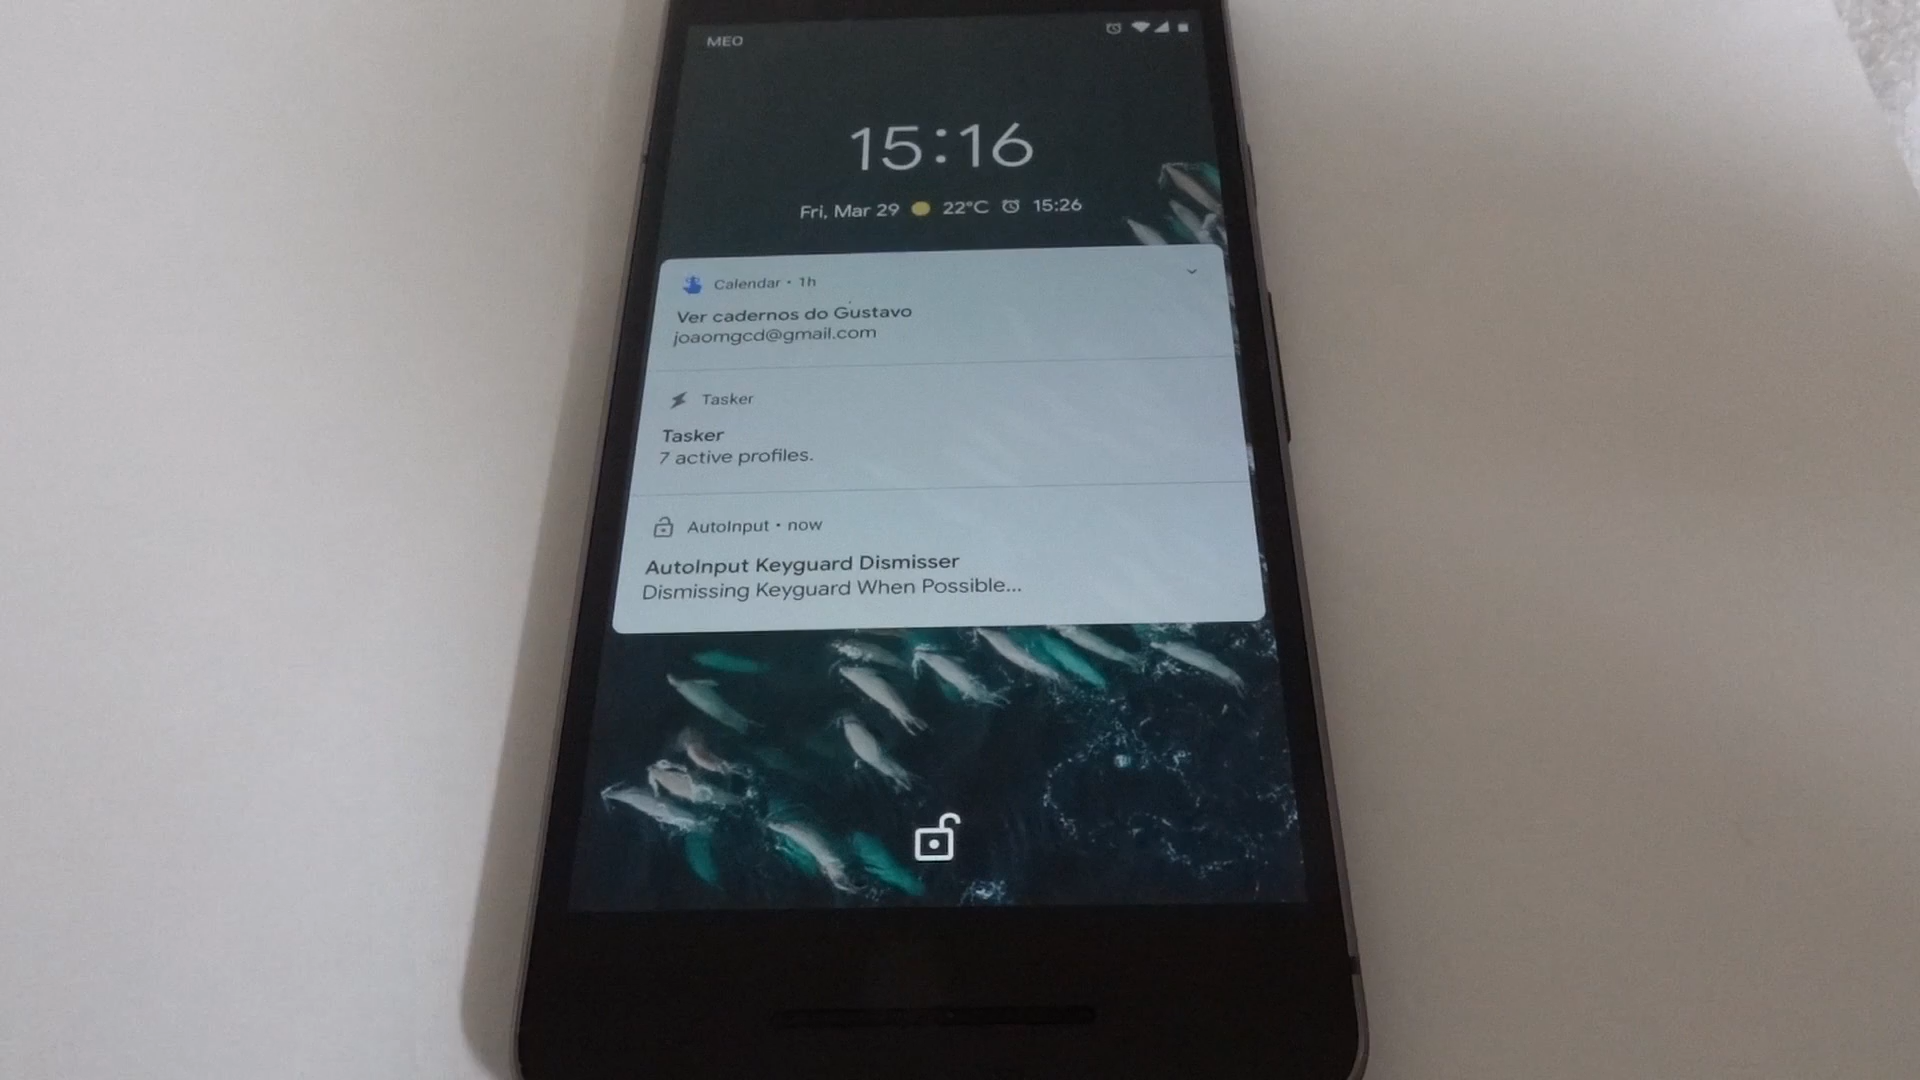 MEO
15:16
Fri, Mar 29 22°C 15:26
Calendar • 1h
Ver cadernos do Gustavo
joaomgcd@gmail.com
Tasker
Tasker
7 active profiles.
AutoInput • now
AutoInput Keyguard Dismisser
Dismissing Keyguard When Possible...